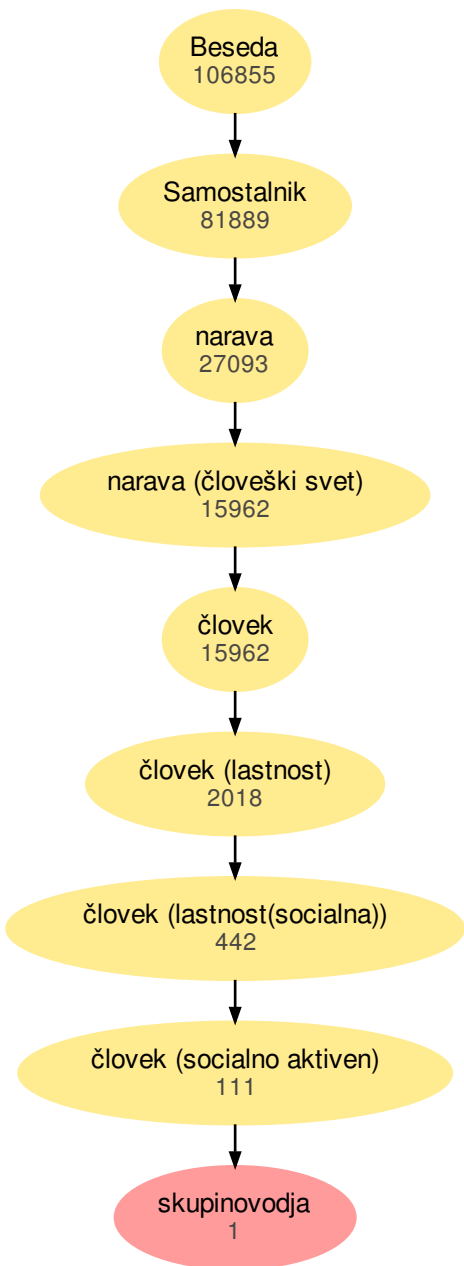 Beseda
106855
Samostalnik
81889
narava
27093
narava (človeški svet)
15962
človek
15962
človek (lastnost)
2018
človek (lastnost(socialna))
442
človek (socialno aktiven)
111
skupinovodja
1